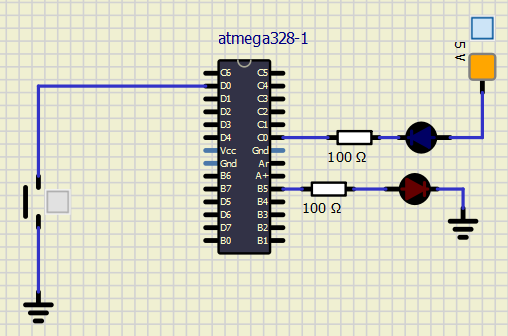 atmega328-1
5 V
C6 C5
D0 C4
D1 C3
D2 C2
D3 C1
D4 C0
Vcc Gnd
Gnd Ar
B6 A+
B7 B5
D5 B4
D6 B3
D7 B2
B0 B1
100 Ω
100 Ω